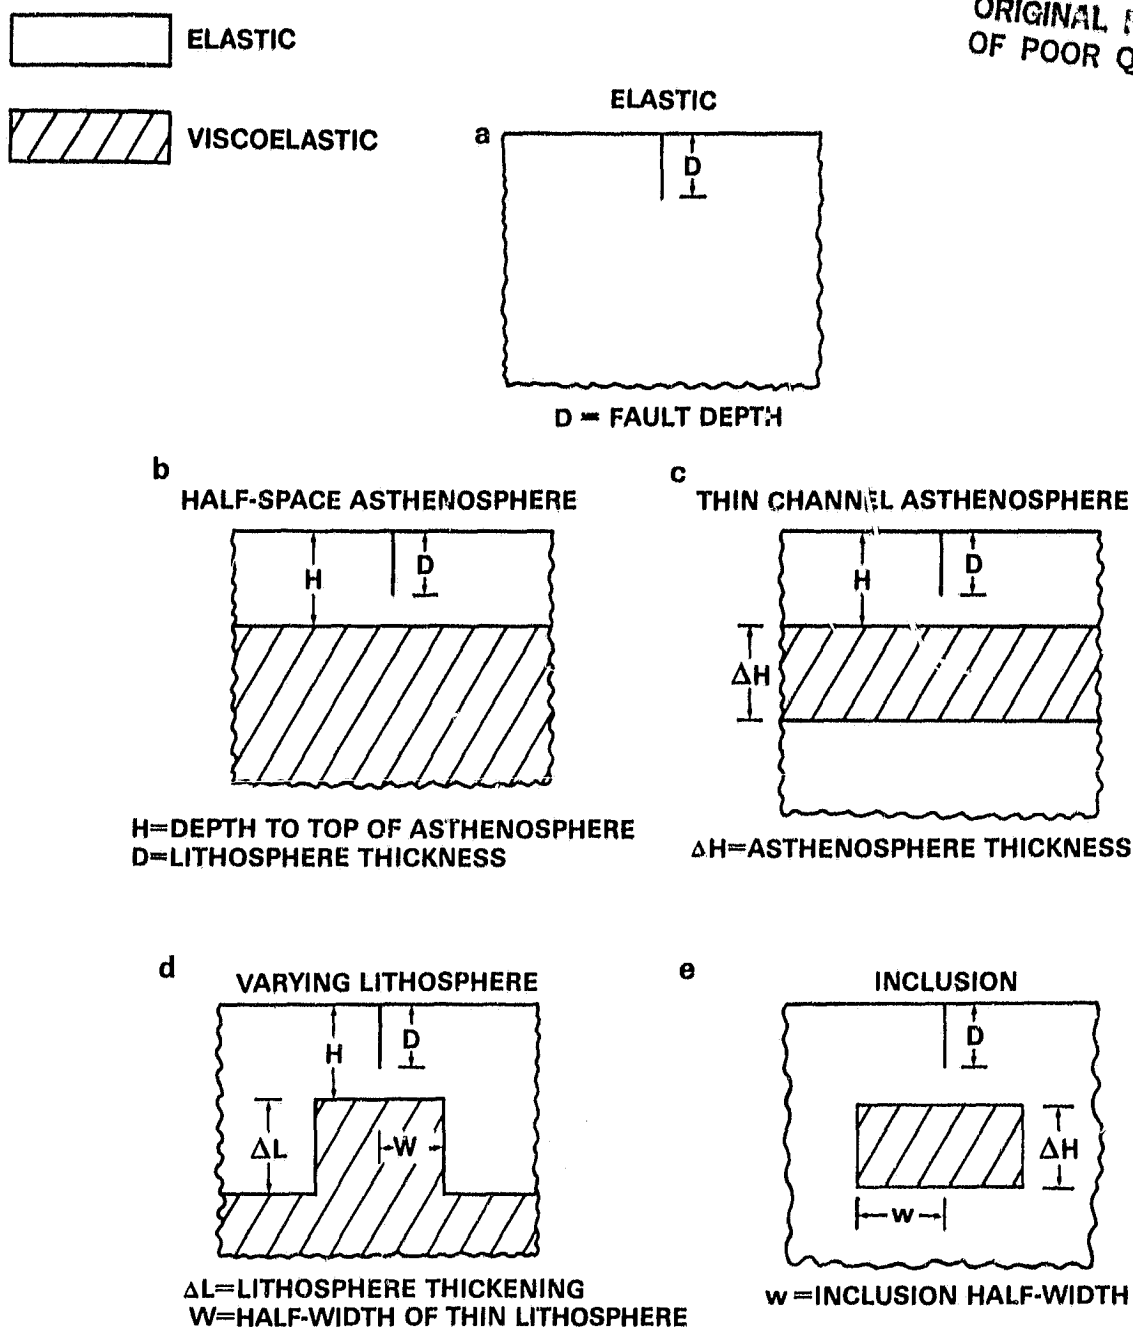 ORIGINAL
OF POOR
ELASTIC
VISCOELASTIC
ELASTIC
a
D
D = FAULT DEPTH
b
HALF-SPACE ASTHENOSPHERE
H
D
H=DEPTH TO TOP OF ASTHENOSPHERE
D=LITHOSPHERE THICKNESS
c
THIN CHANNEL ASTHENOSPHERE
H
D
ΔH
ΔH=ASTHENOSPHERE THICKNESS
d
VARYING LITHOSPHERE
H
D
ΔL
W
ΔL=LITHOSPHERE THICKENING
W=HALF-WIDTH OF THIN LITHOSPHERE
e
INCLUSION
D
ΔH
w
w=INCLUSION HALF-WIDTH